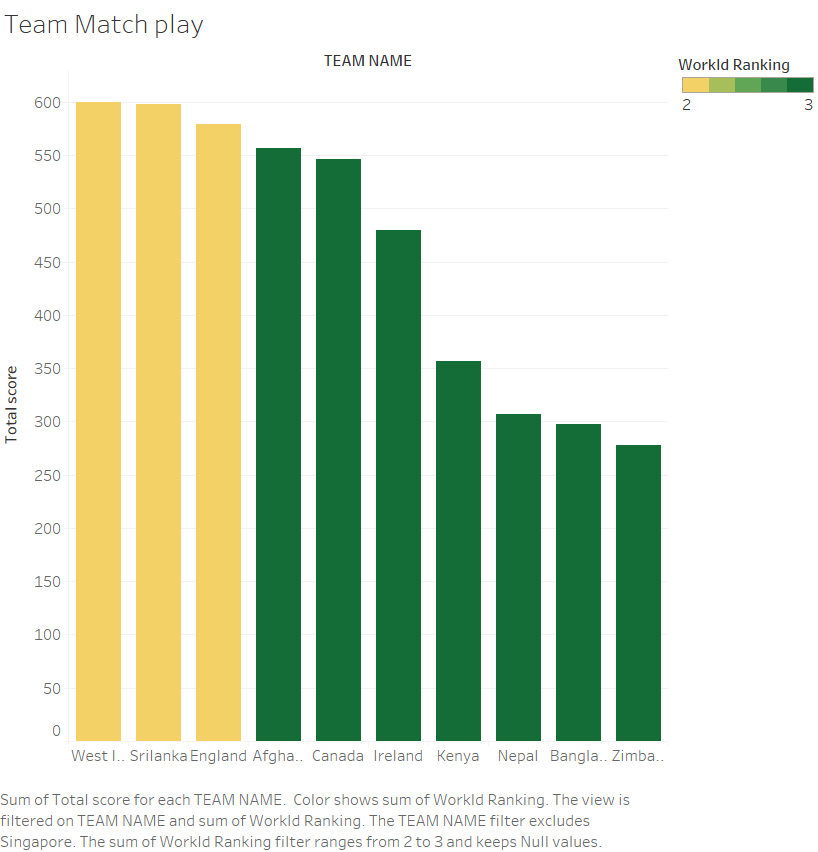 Team Match play
TEAM NAME
Workld Ranking
2 3
600
550
500
450
400
350
300
250
200
150
100
50
0
Total score
West I.. Srilanka England Afgha.. Canada Ireland Kenya Nepal Bangla.. Zimba..
Sum of Total score for each TEAM NAME.  Color shows sum of Workld Ranking. The view is
filtered on TEAM NAME and sum of Workld Ranking. The TEAM NAME filter excludes
Singapore. The sum of Workld Ranking filter ranges from 2 to 3 and keeps Null values.